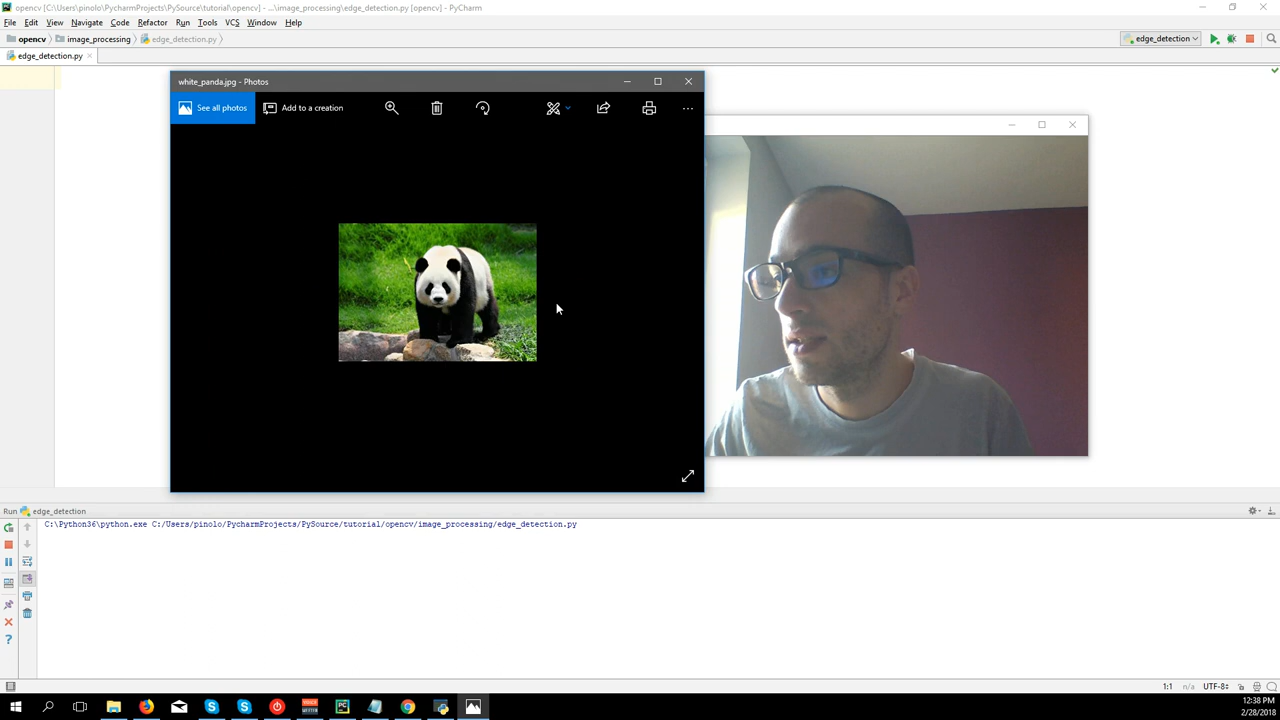 opencv [C:\Users\pinolo\PycharmProjects\PySource\tutorial\opencv] - ...\image_processing\edge_detection.py [opencv] - PyCharm
File Edit View Navigate Code Refactor Run Tools VCS Window Help
opencv image_processing edge_detection.py edge_detection
edge_detection.py
white_panda.jpg - Photos
See all photos Add to a creation
Run edge_detection
C:\Python36\python.exe C:/Users/pinolo/PycharmProjects/PySource/tutorial/opencv/image_processing/edge_detection.py
1:1 n/a UTF-8
12:38 PM
2/28/2018